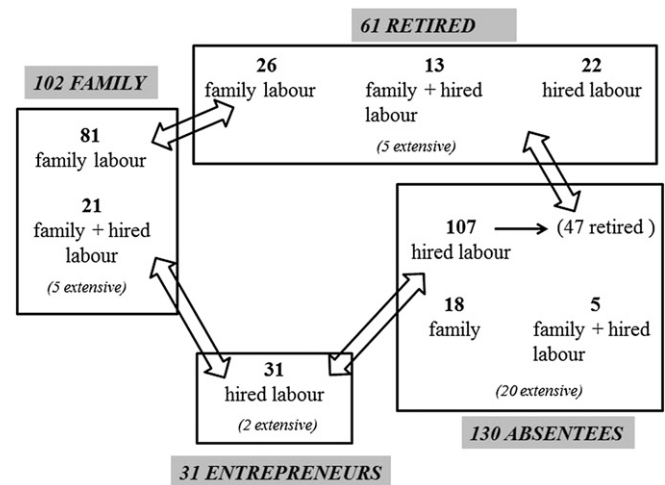 61 RETIRED
26
family labour
13
family + hired
labour
22
hired labour
(5 extensive)
102 FAMILY
81
family labour
21
family + hired
labour
(5 extensive)
107
hired labour
(47 retired )
18
family
5
family + hired
labour
(20 extensive)
130 ABSENTEES
31
hired labour
(2 extensive)
31 ENTREPRENEURS